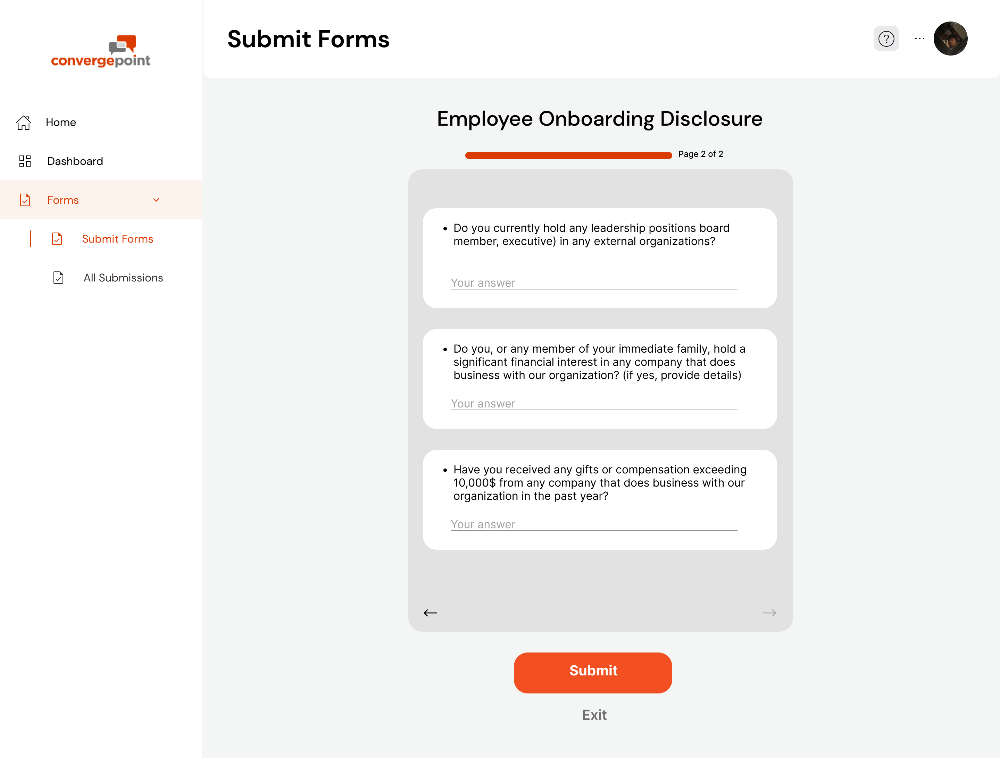 convergepoint
Submit Forms
?
Home
Dashboard
Forms
Submit Forms
All Submissions
Employee Onboarding Disclosure
Page 2 of 2
• Do you currently hold any leadership positions board
member, executive) in any external organizations?
Your answer
• Do you, or any member of your immediate family, hold a
significant financial interest in any company that does
business with our organization? (if yes, provide details)
Your answer
• Have you received any gifts or compensation exceeding
10,000$ from any company that does business with our
organization in the past year?
Your answer
Submit
Exit